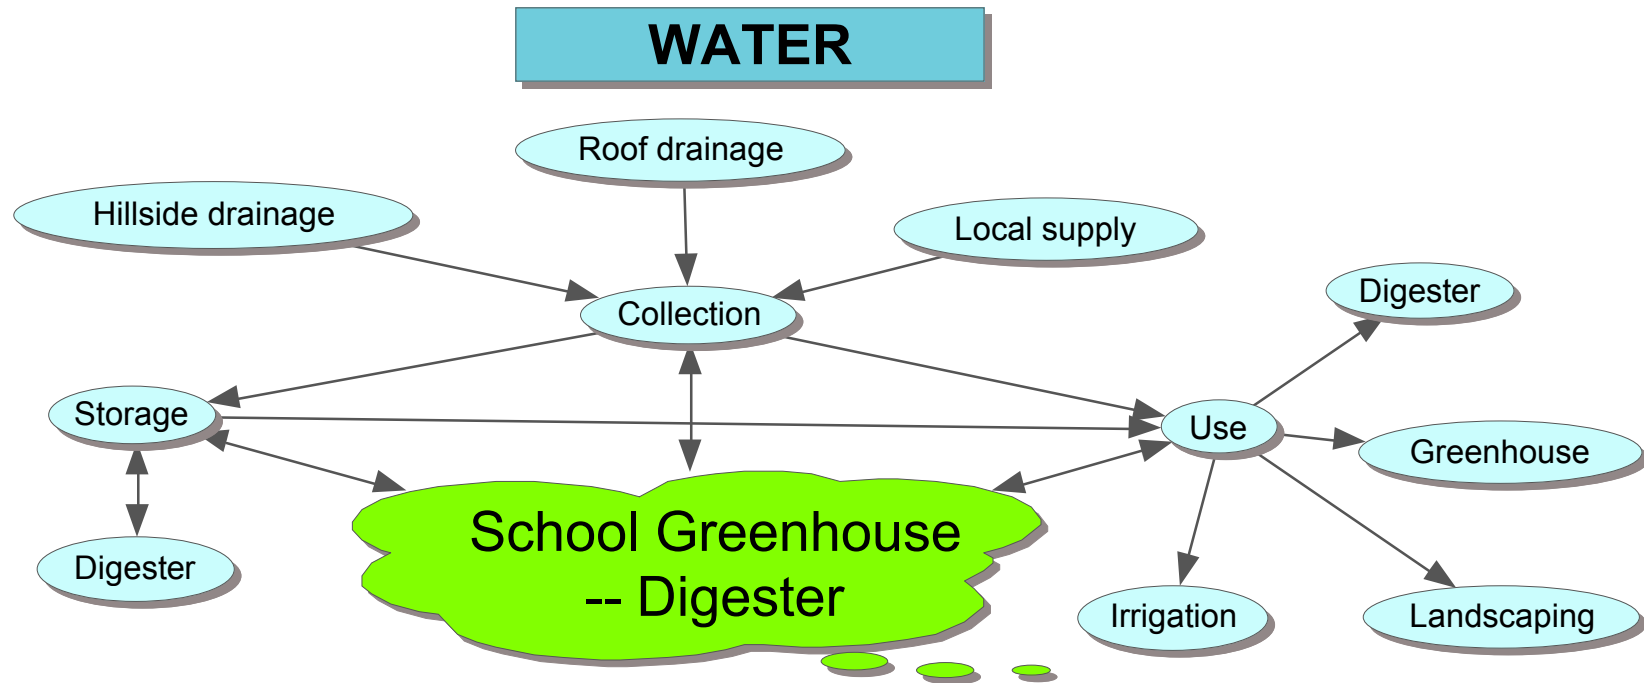 WATER
Roof drainage
Hillside drainage
Local supply
Digester
Collection
Storage
Use
Greenhouse
School Greenhouse
-- Digester
Digester
Irrigation
Landscaping